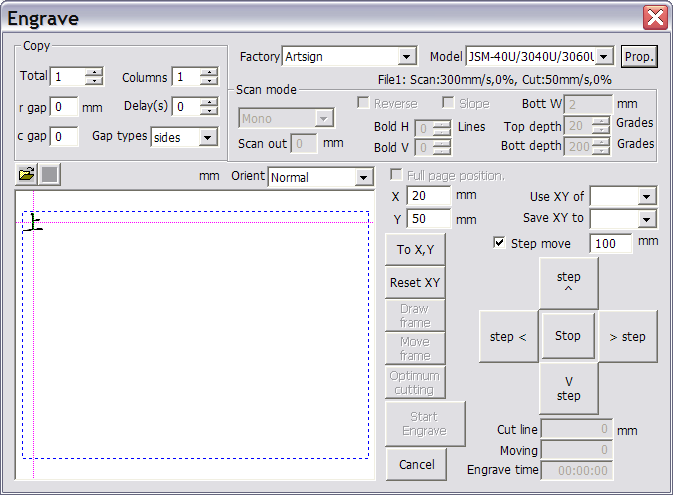 Engrave
Copy
Total 1 Columns 1
r gap 0 mm Delay(s) 0
c gap 0 Gap types sides
Factory Artsign Model JSM-40U/3040U/3060U Prop.
File1: Scan:300mm/s,0%, Cut:50mm/s,0%
Scan mode
Mono
Scan out 0 mm
Reverse Slope Bott W 2 mm
Bold H 0 Lines Top depth 20 Grades
Bold V 0 Bott depth 200 Grades
mm Orient Normal
Full page position.
X 20 mm Use XY of
Y 50 mm Save XY to
Step move 100 mm
To X,Y
Reset XY
Draw
frame
Move
frame
Optimum
cutting
Start
Engrave
Cancel
step
^
step < Stop > step
V
step
Cut line 0 mm
Moving 0
Engrave time 00:00:00